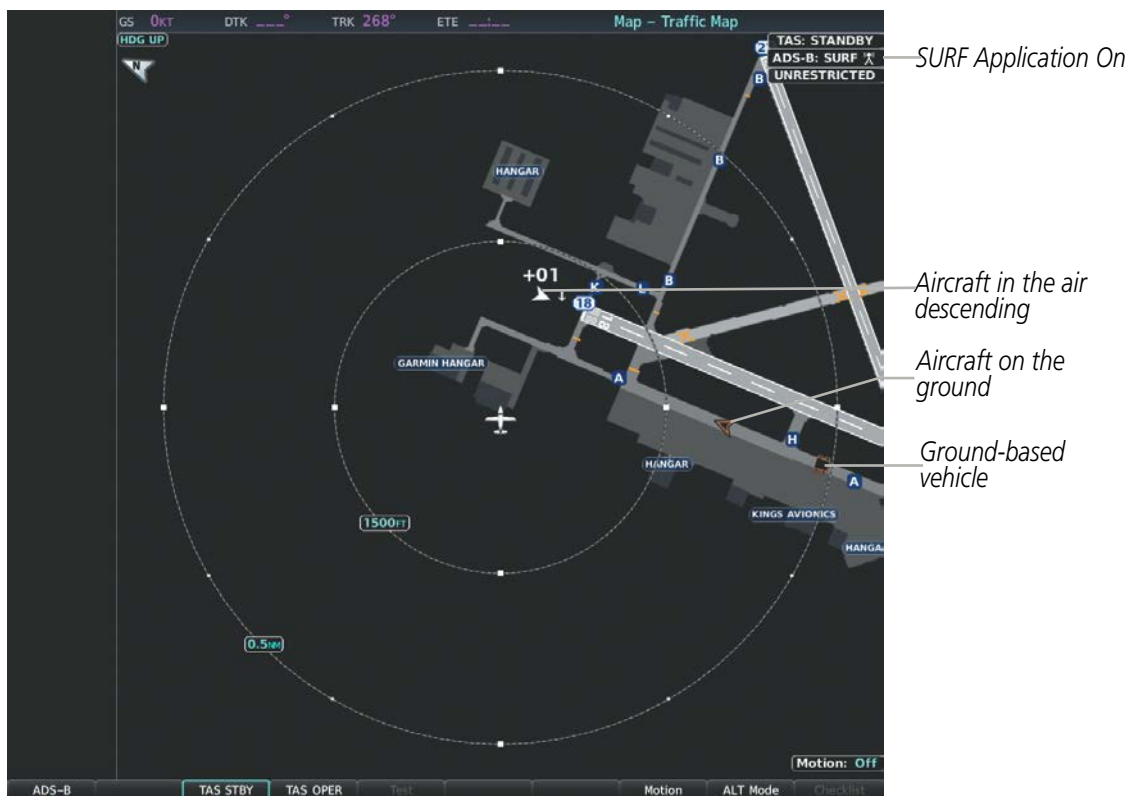 GS 0KT DTK ___° TRK 268° ETE __:__ Map – Traffic Map
HDG UP
N
TAS: STANDBY
ADS-B: SURF
UNRESTRICTED
SURF Application On
2
B
B
HANGAR
+01
K
L
B
18
18
Aircraft in the air
descending
GARMIN HANGAR
A
Aircraft on the
ground
H
HANGAR
A
Ground-based
vehicle
KINGS AVIONICS
1500FT
HANGA
0.5NM
Motion: Off
ADS–B TAS STBY TAS OPER Test Motion ALT Mode Checklist